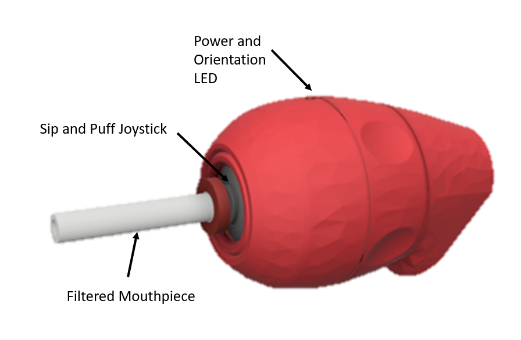 Power and
Orientation
LED
Sip and Puff Joystick
Filtered Mouthpiece